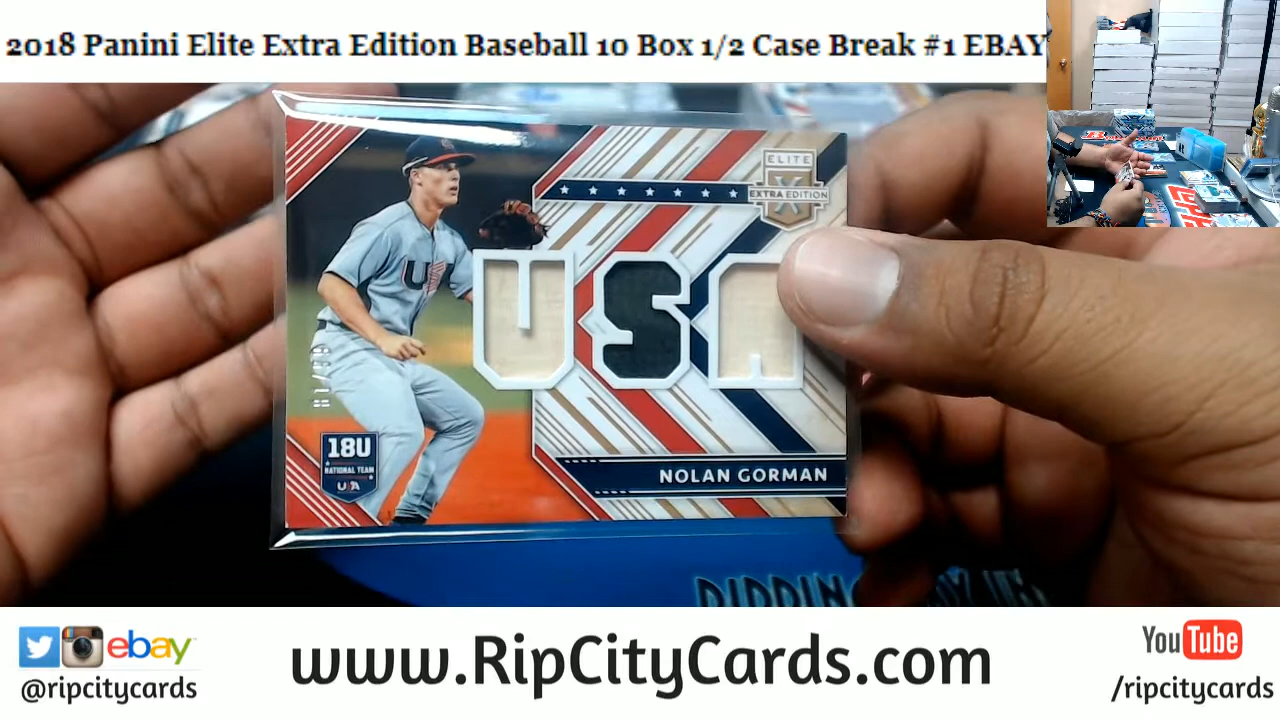 2018 Panini Elite Extra Edition Baseball 10 Box 1/2 Case Break #1 EBAY
ELITE
EXTRA EDITION
U
USA
18U
NATIONAL TEAM
USA
NOLAN GORMAN
ebay
@ripcitycards
www.RipCityCards.com
YouTube
/ripcitycards